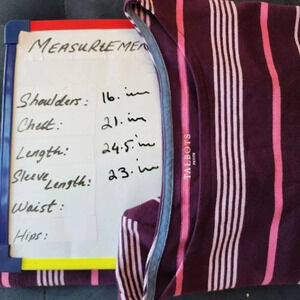 MEASUREMEN
Shoulders: 16. in
Chest: 21. in
Length: 24.5. in
Sleeve Length: 23. in
Waist:
Hips:
TALBOTS